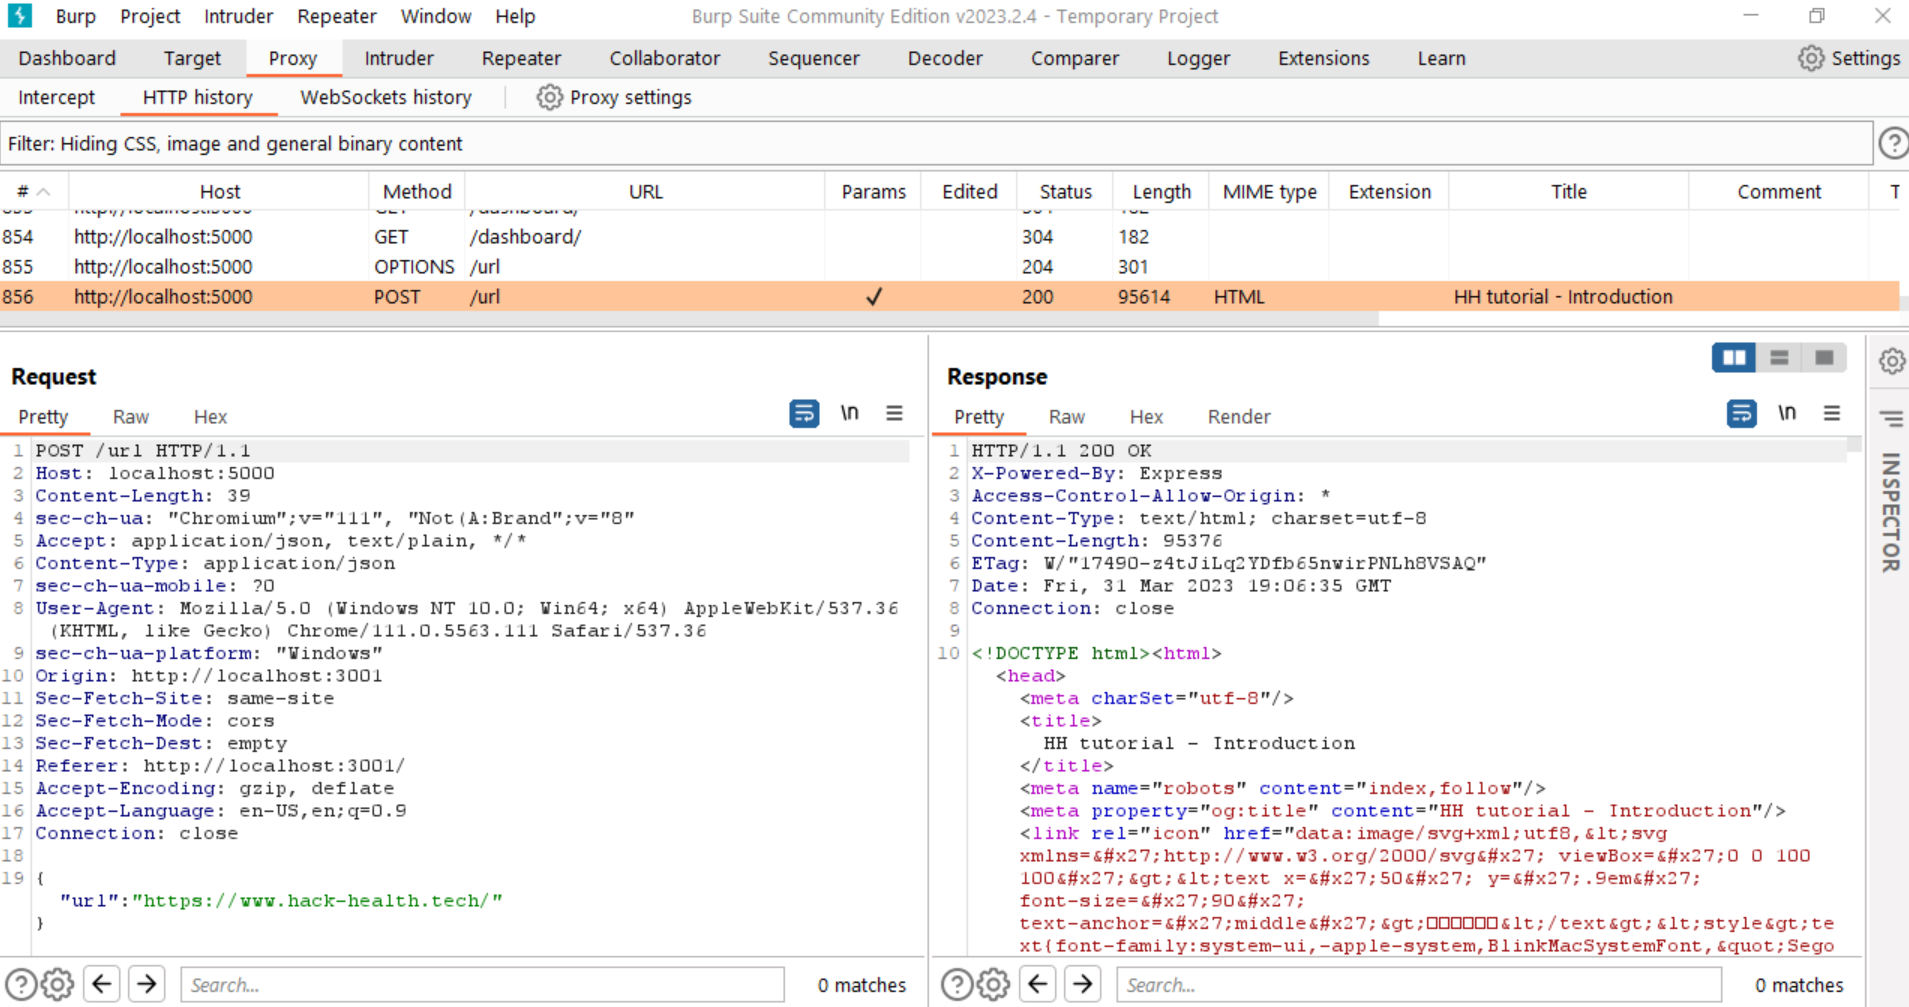 Burp Project Intruder Repeater Window Help Burp Suite Community Edition v2023.2.4 - Temporary Project
Dashboard Target Proxy Intruder Repeater Collaborator Sequencer Decoder Comparer Logger Extensions Learn Settings
Intercept HTTP history WebSockets history Proxy settings
Filter: Hiding CSS, image and general binary content
# Host Method URL Params Edited Status Length MIME type Extension Title Comment T
854 http://localhost:5000 GET /dashboard/ 304 182
855 http://localhost:5000 OPTIONS /url 204 301
856 http://localhost:5000 POST /url ✓ 200 95614 HTML HH tutorial - Introduction
Request
Pretty Raw Hex \n
1 POST /url HTTP/1.1
2 Host: localhost:5000
3 Content-Length: 39
4 sec-ch-ua: "Chromium";v="111", "Not(A:Brand";v="8"
5 Accept: application/json, text/plain, */*
6 Content-Type: application/json
7 sec-ch-ua-mobile: ?0
8 User-Agent: Mozilla/5.0 (Windows NT 10.0; Win64; x64) AppleWebKit/537.36
(KHTML, like Gecko) Chrome/111.0.5563.111 Safari/537.36
9 sec-ch-ua-platform: "Windows"
10 Origin: http://localhost:3001
11 Sec-Fetch-Site: same-site
12 Sec-Fetch-Mode: cors
13 Sec-Fetch-Dest: empty
14 Referer: http://localhost:3001/
15 Accept-Encoding: gzip, deflate
16 Accept-Language: en-US,en;q=0.9
17 Connection: close
18
19 {
"url":"https://www.hack-health.tech/"
}
Search... 0 matches
Response
Pretty Raw Hex Render \n
1 HTTP/1.1 200 OK
2 X-Powered-By: Express
3 Access-Control-Allow-Origin: *
4 Content-Type: text/html; charset=utf-8
5 Content-Length: 95376
6 ETag: W/"17490-z4tJiLq2YDfb65nwirPNLh8VSAQ"
7 Date: Fri, 31 Mar 2023 19:06:35 GMT
8 Connection: close
9
10 <!DOCTYPE html><html>
<head>
<meta charSet="utf-8"/>
<title>
HH tutorial - Introduction
</title>
<meta name="robots" content="index,follow"/>
<meta property="og:title" content="HH tutorial - Introduction"/>
<link rel="icon" href="data:image/svg+xml;utf8,&lt;svg
xmlns=&#x27;http://www.w3.org/2000/svg&#x27; viewBox=&#x27;0 0 100
100&#x27;&gt;&lt;text x=&#x27;50&#x27; y=&#x27;.9em&#x27;
font-size=&#x27;90&#x27;
text-anchor=&#x27;middle&#x27;&gt;□□□□□□&lt;/text&gt;&lt;style&gt;te
xt{font-family:system-ui,-apple-system,BlinkMacSystemFont,&quot;Sego
Search... 0 matches
INSPECTOR